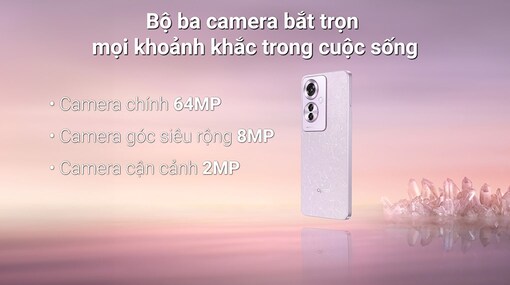 Bộ ba camera bắt trọn
mọi khoảnh khắc trong cuộc sống
• Camera chính 64MP
• Camera góc siêu rộng 8MP
• Camera cận cảnh 2MP